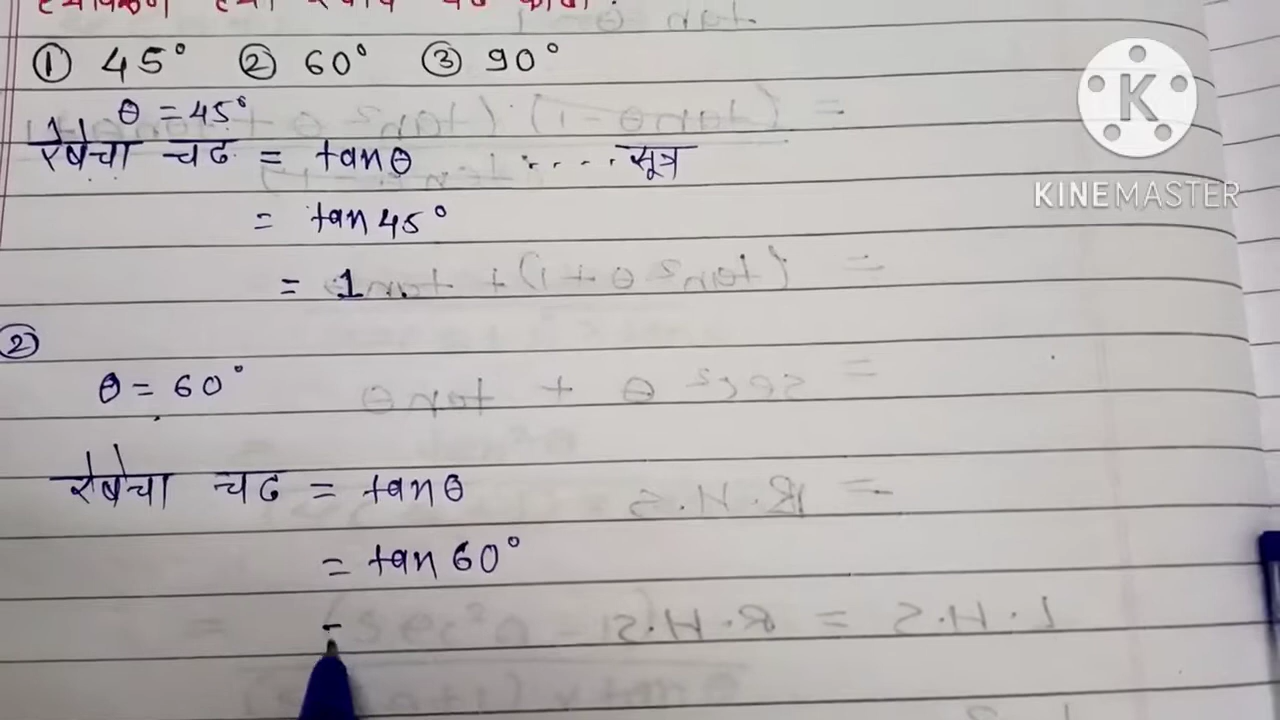 ① 45° ② 60° ③ 90°
θ = 45°
रेषेचा चढ = tanθ ..... सूत्र
= tan 45°
= 1
②
θ = 60°
रेषेचा चढ = tanθ
= tan 60°
K
KINEMASTER